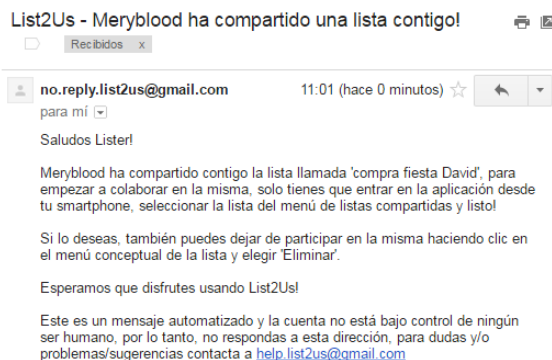 List2Us - Meryblood ha compartido una lista contigo!
Recibidos x
no.reply.list2us@gmail.com 11:01 (hace 0 minutos)
para mí
Saludos Lister!
Meryblood ha compartido contigo la lista llamada 'compra fiesta David', para
empezar a colaborar en la misma, solo tienes que entrar en la aplicación desde
tu smartphone, seleccionar la lista del menú de listas compartidas y listo!
Si lo deseas, también puedes dejar de participar en la misma haciendo clic en
el menú conceptual de la lista y elegir 'Eliminar'.
Esperamos que disfrutes usando List2Us!
Este es un mensaje automatizado y la cuenta no está bajo control de ningún
ser humano, por lo tanto, no respondas a esta dirección, para dudas y/o
problemas/sugerencias contacta a help.list2us@gmail.com